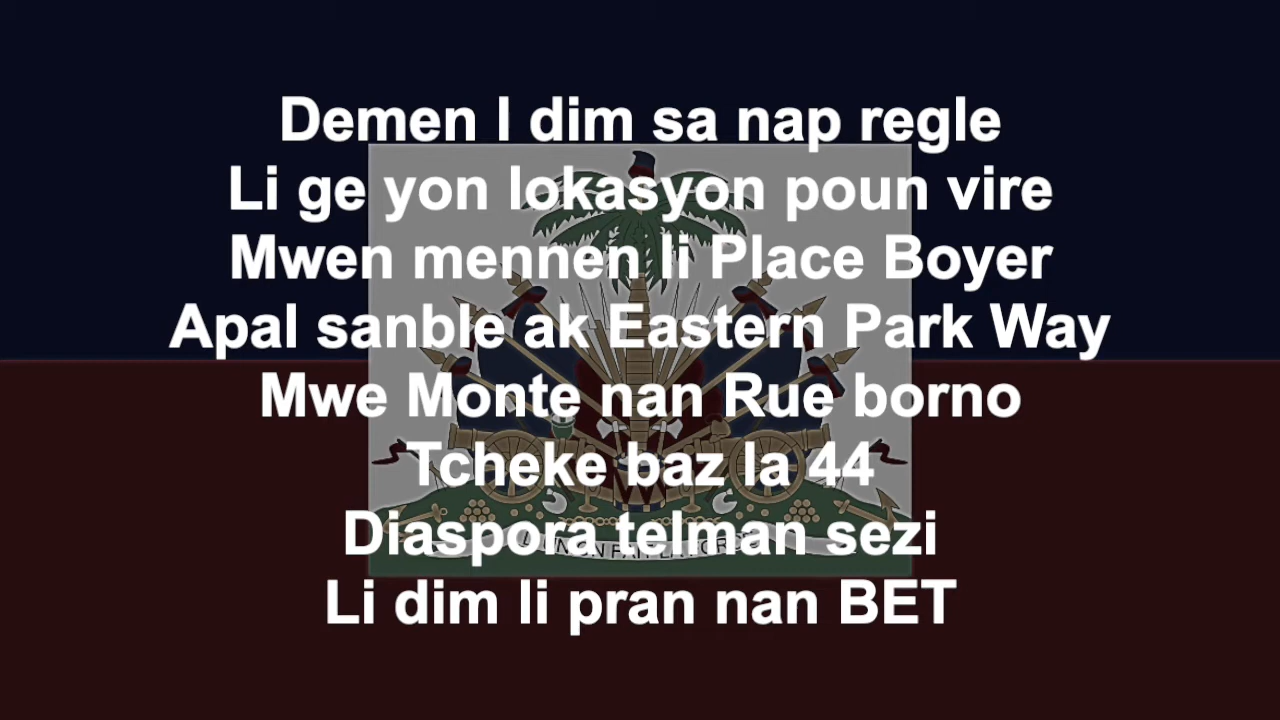 Demen l dim sa nap regle
Li ge yon lokasyon poun vire
Mwen mennen li Place Boyer
Apal sanble ak Eastern Park Way
Mwe Monte nan Rue borno
Tcheke baz la 44
Diaspora telman sezi
Li dim li pran nan BET